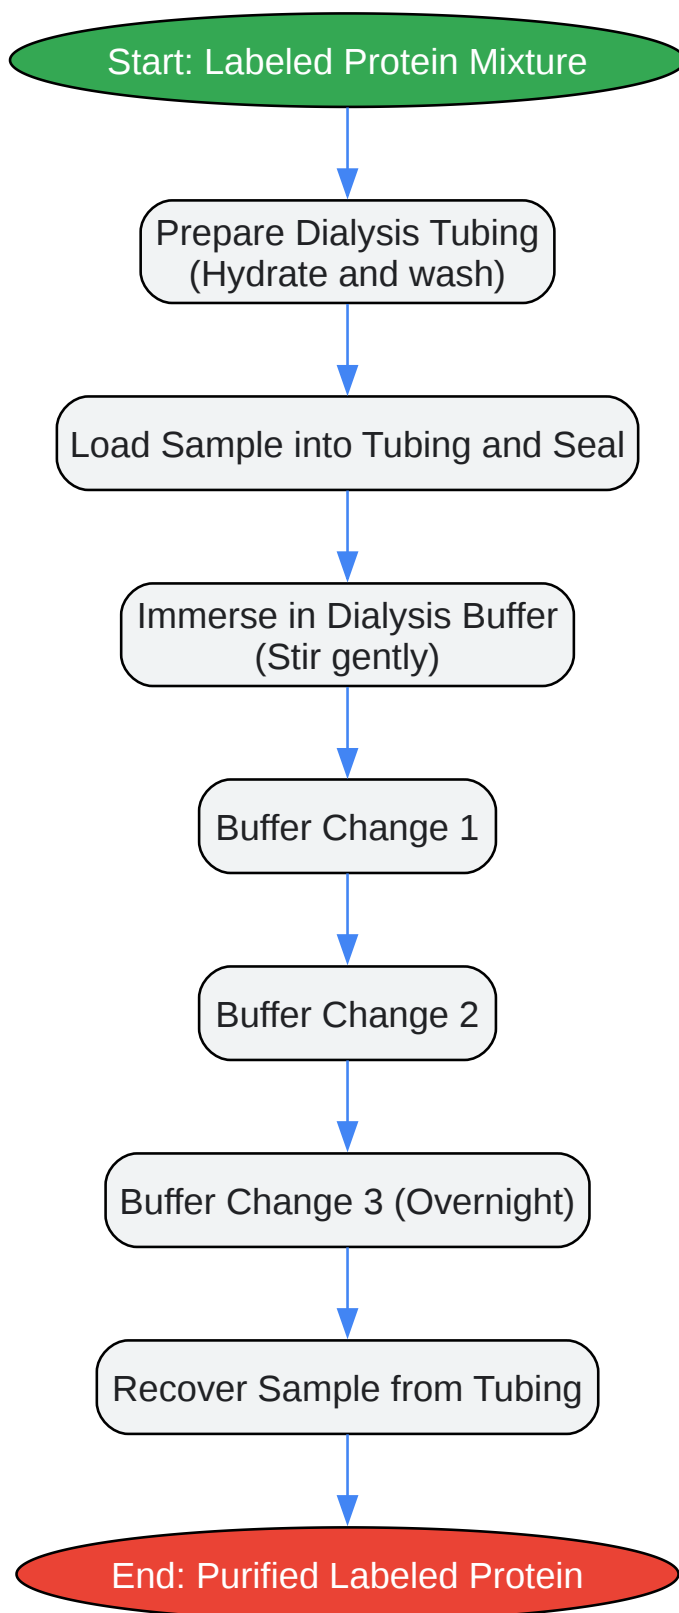 Start: Labeled Protein Mixture
Prepare Dialysis Tubing
(Hydrate and wash)
Load Sample into Tubing and Seal
Immerse in Dialysis Buffer
(Stir gently)
Buffer Change 1
Buffer Change 2
Buffer Change 3 (Overnight)
Recover Sample from Tubing
End: Purified Labeled Protein